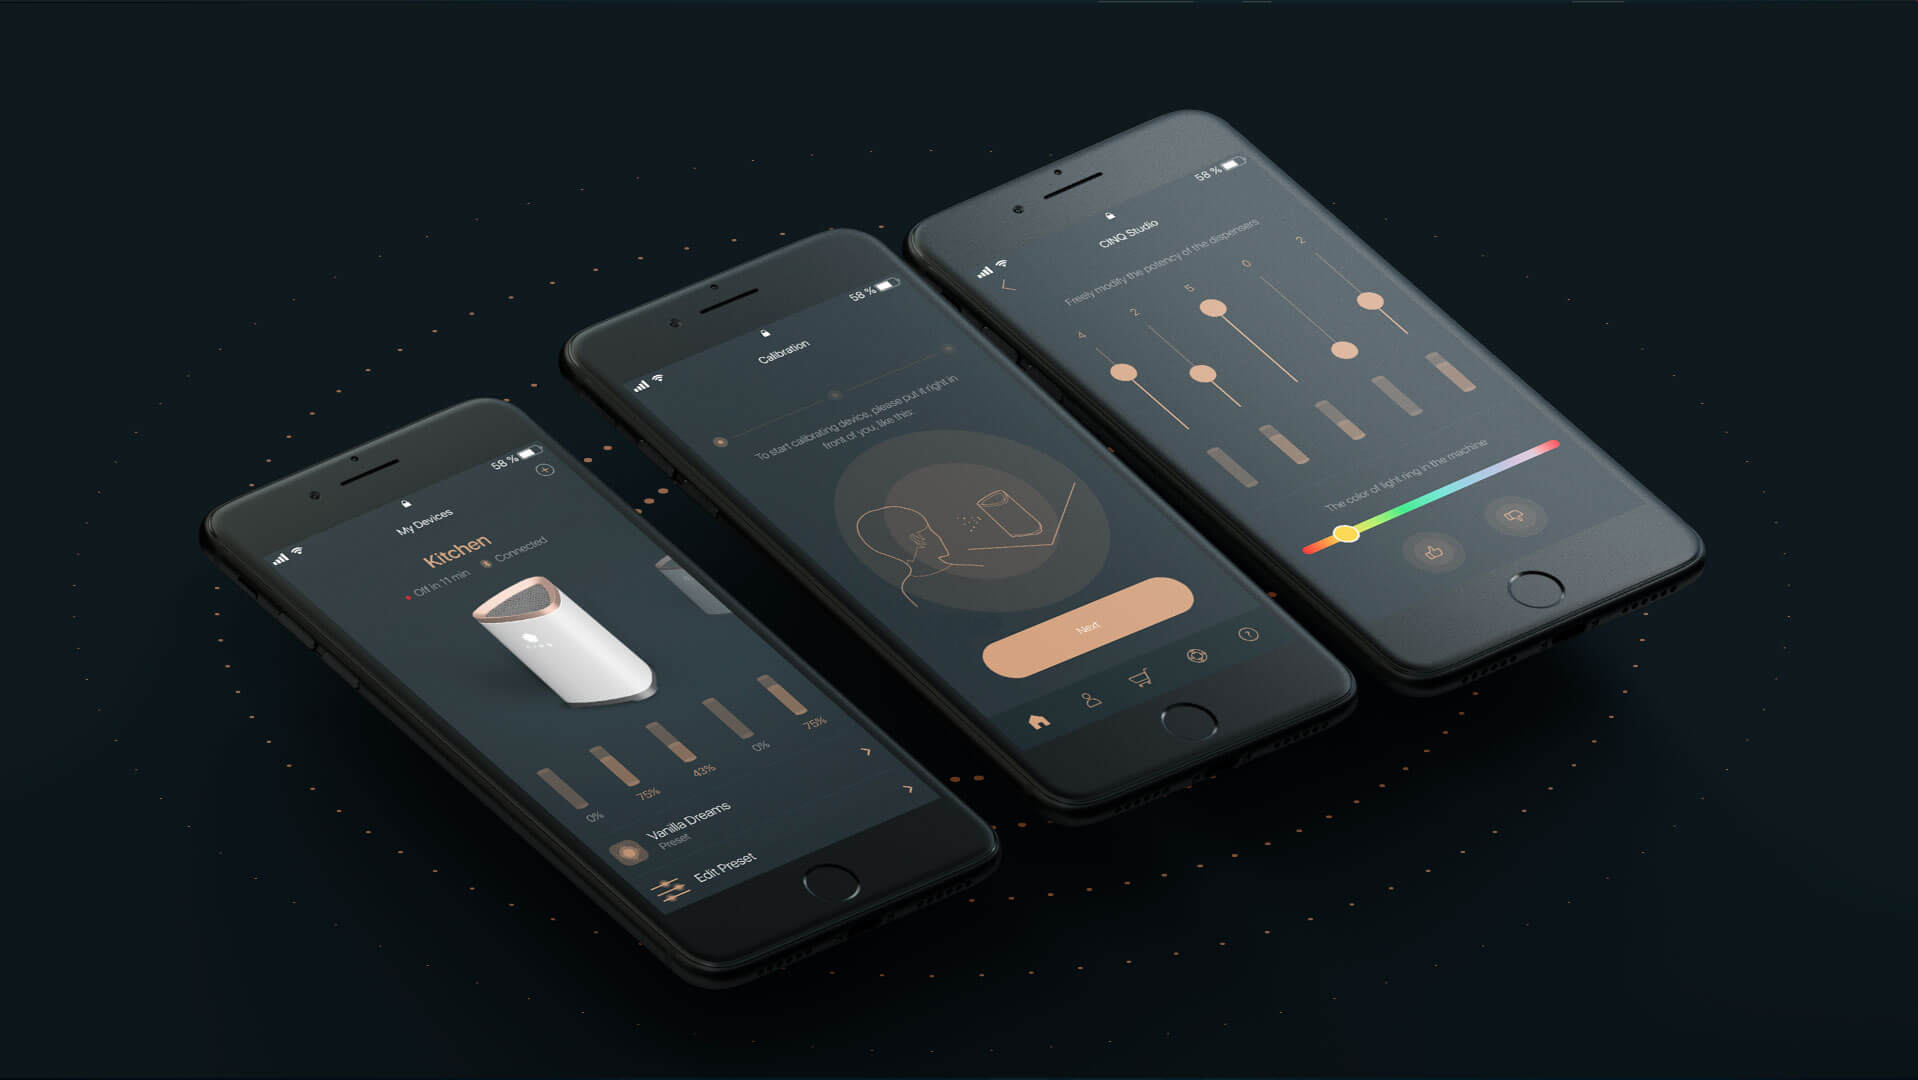 58 %
My Devices
Kitchen
Off in 11 min
Connected
0%
75%
43%
0%
75%
Vanilla Dreams
Preset
Edit Preset
58 %
Calibration
To start calibrating device, please put it right in
front of you, like this:
Next
?
58 %
CINQ Studio
Freely modify the potency of the dispensers
4
2
5
0
2
The color of light ring in the machine